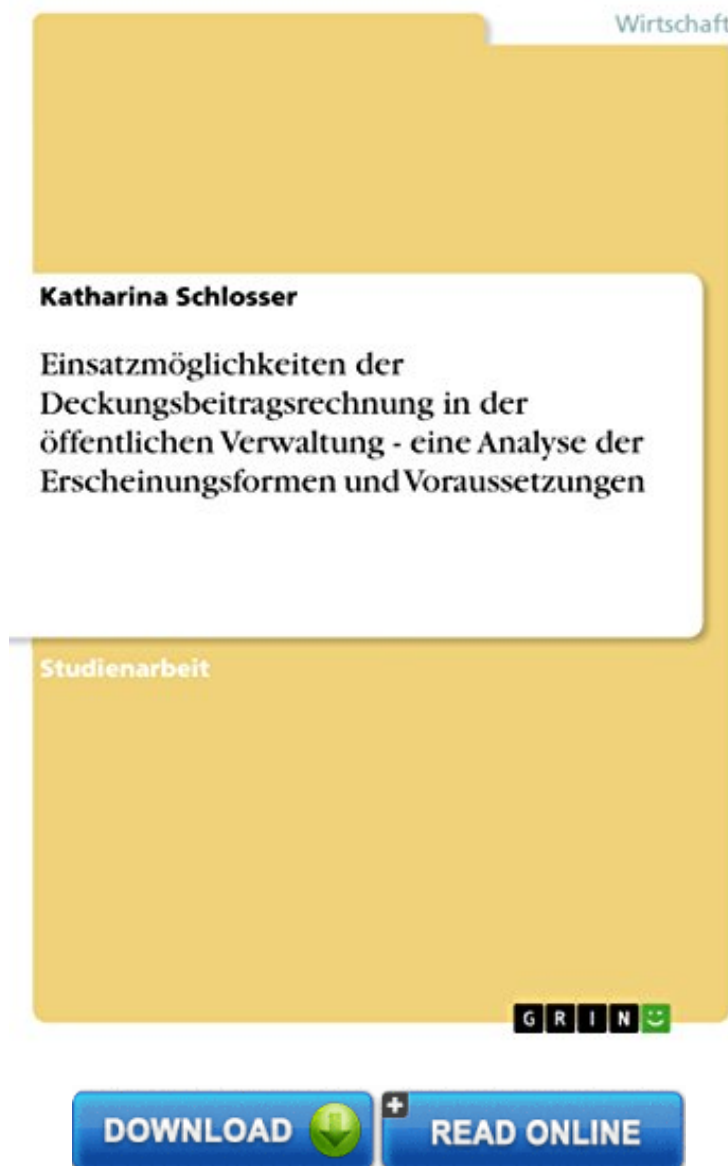 Wirtschaft
Katharina Schlosser
Einsatzmöglichkeiten der
Deckungsbeitragsrechnung in der
öffentlichen Verwaltung - eine Analyse der
Erscheinungsformen und Voraussetzungen
Studienarbeit
GRIN
DOWNLOAD
READ ONLINE